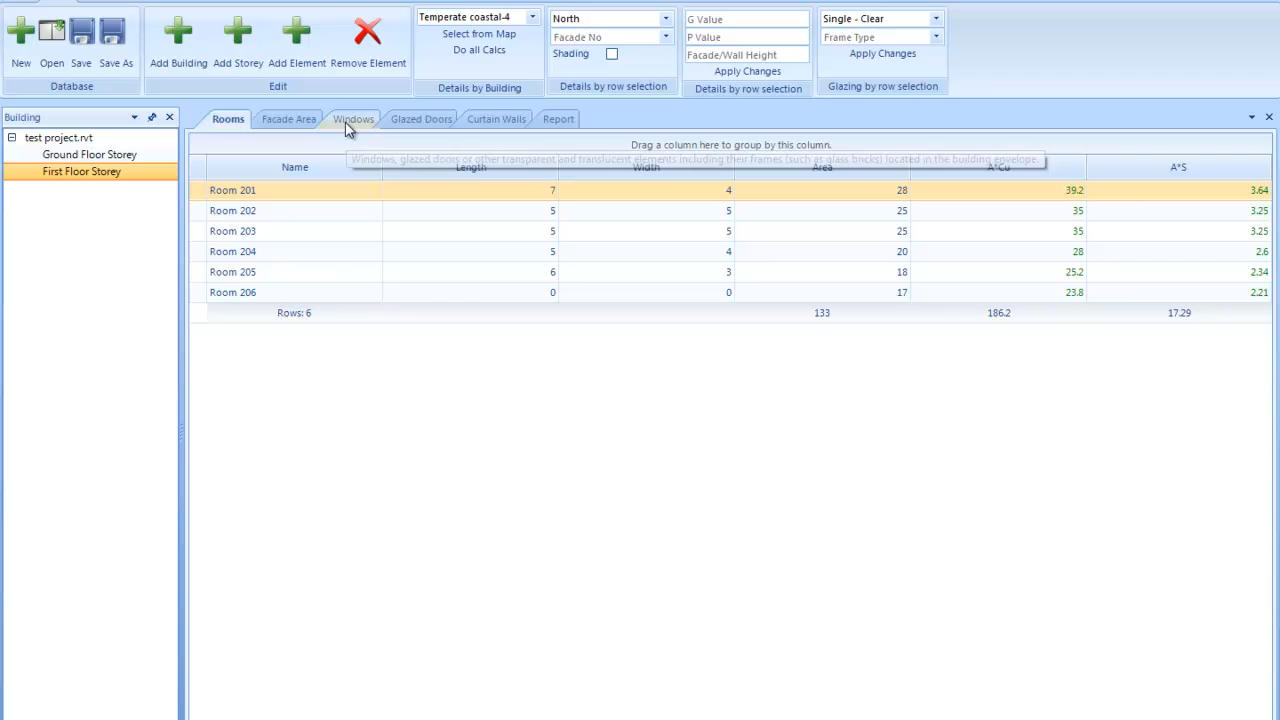 New Open Save Save As
Database
Add Building Add Storey Add Element Remove Element
Edit
Temperate coastal-4
Select from Map
Do all Calcs
Details by Building
North
Facade No
Shading
Details by row selection
G Value
P Value
Facade/Wall Height
Apply Changes
Details by row selection
Single - Clear
Frame Type
Apply Changes
Glazing by row selection
Building
test project.rvt
Ground Floor Storey
First Floor Storey
Rooms Facade Area Windows Glazed Doors Curtain Walls Report
Drag a column here to group by this column.
Windows, glazed doors or other transparent and translucent elements including their frames (such as glass bricks) located in the building envelope.
Name Length Width Area A*Cu A*S
Room 201 7 4 28 39.2 3.64
Room 202 5 5 25 35 3.25
Room 203 5 5 25 35 3.25
Room 204 5 4 20 28 2.6
Room 205 6 3 18 25.2 2.34
Room 206 0 0 17 23.8 2.21
Rows: 6 133 186.2 17.29